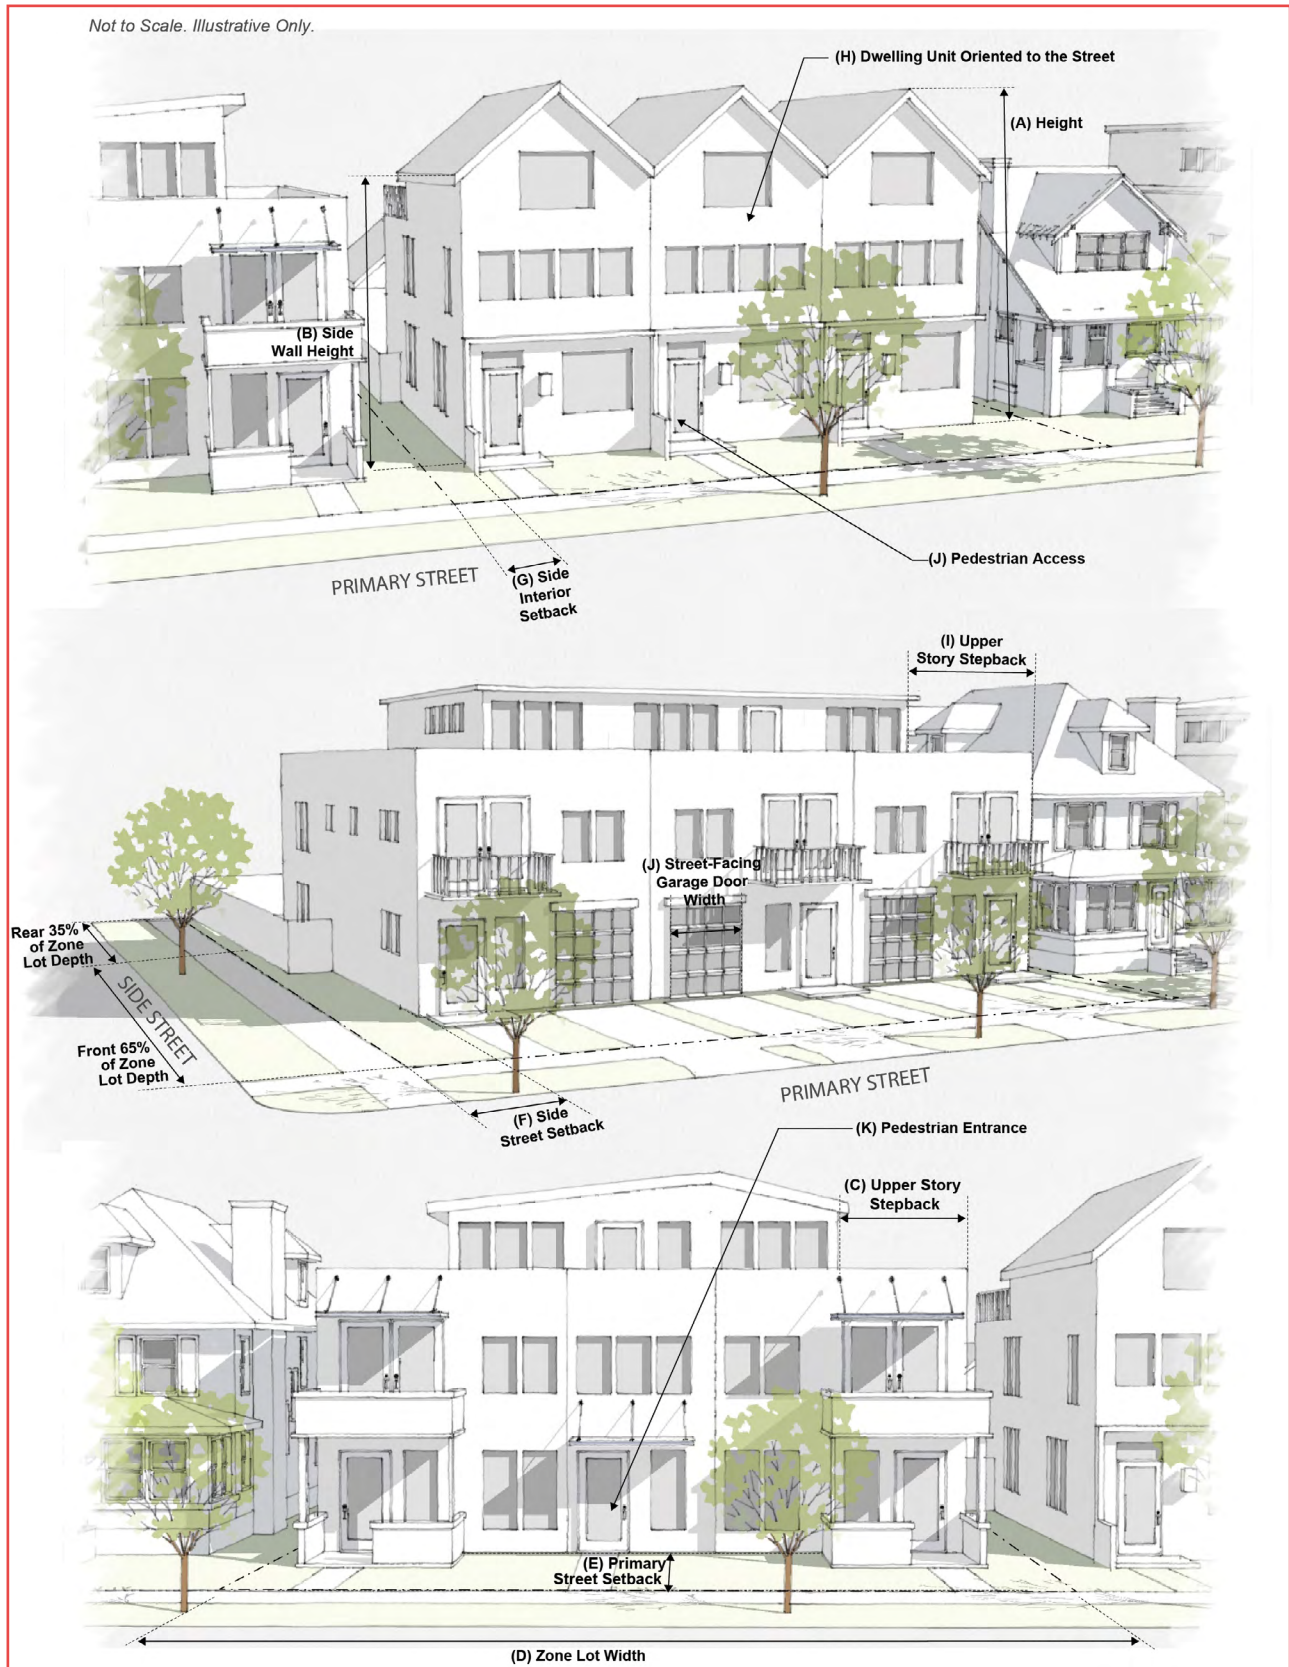 Not to Scale. Illustrative Only.
(H) Dwelling Unit Oriented to the Street
(A) Height
(B) Side
Wall Height
(J) Pedestrian Access
PRIMARY STREET
(G) Side
Interior
Setback
(I) Upper
Story Stepback
(J) Street-Facing
Garage Door
Width
Rear 35%
of Zone
Lot Depth
SIDE STREET
Front 65%
of Zone
Lot Depth
PRIMARY STREET
(F) Side
Street Setback
(K) Pedestrian Entrance
(C) Upper Story
Stepback
(E) Primary
Street Setback
(D) Zone Lot Width